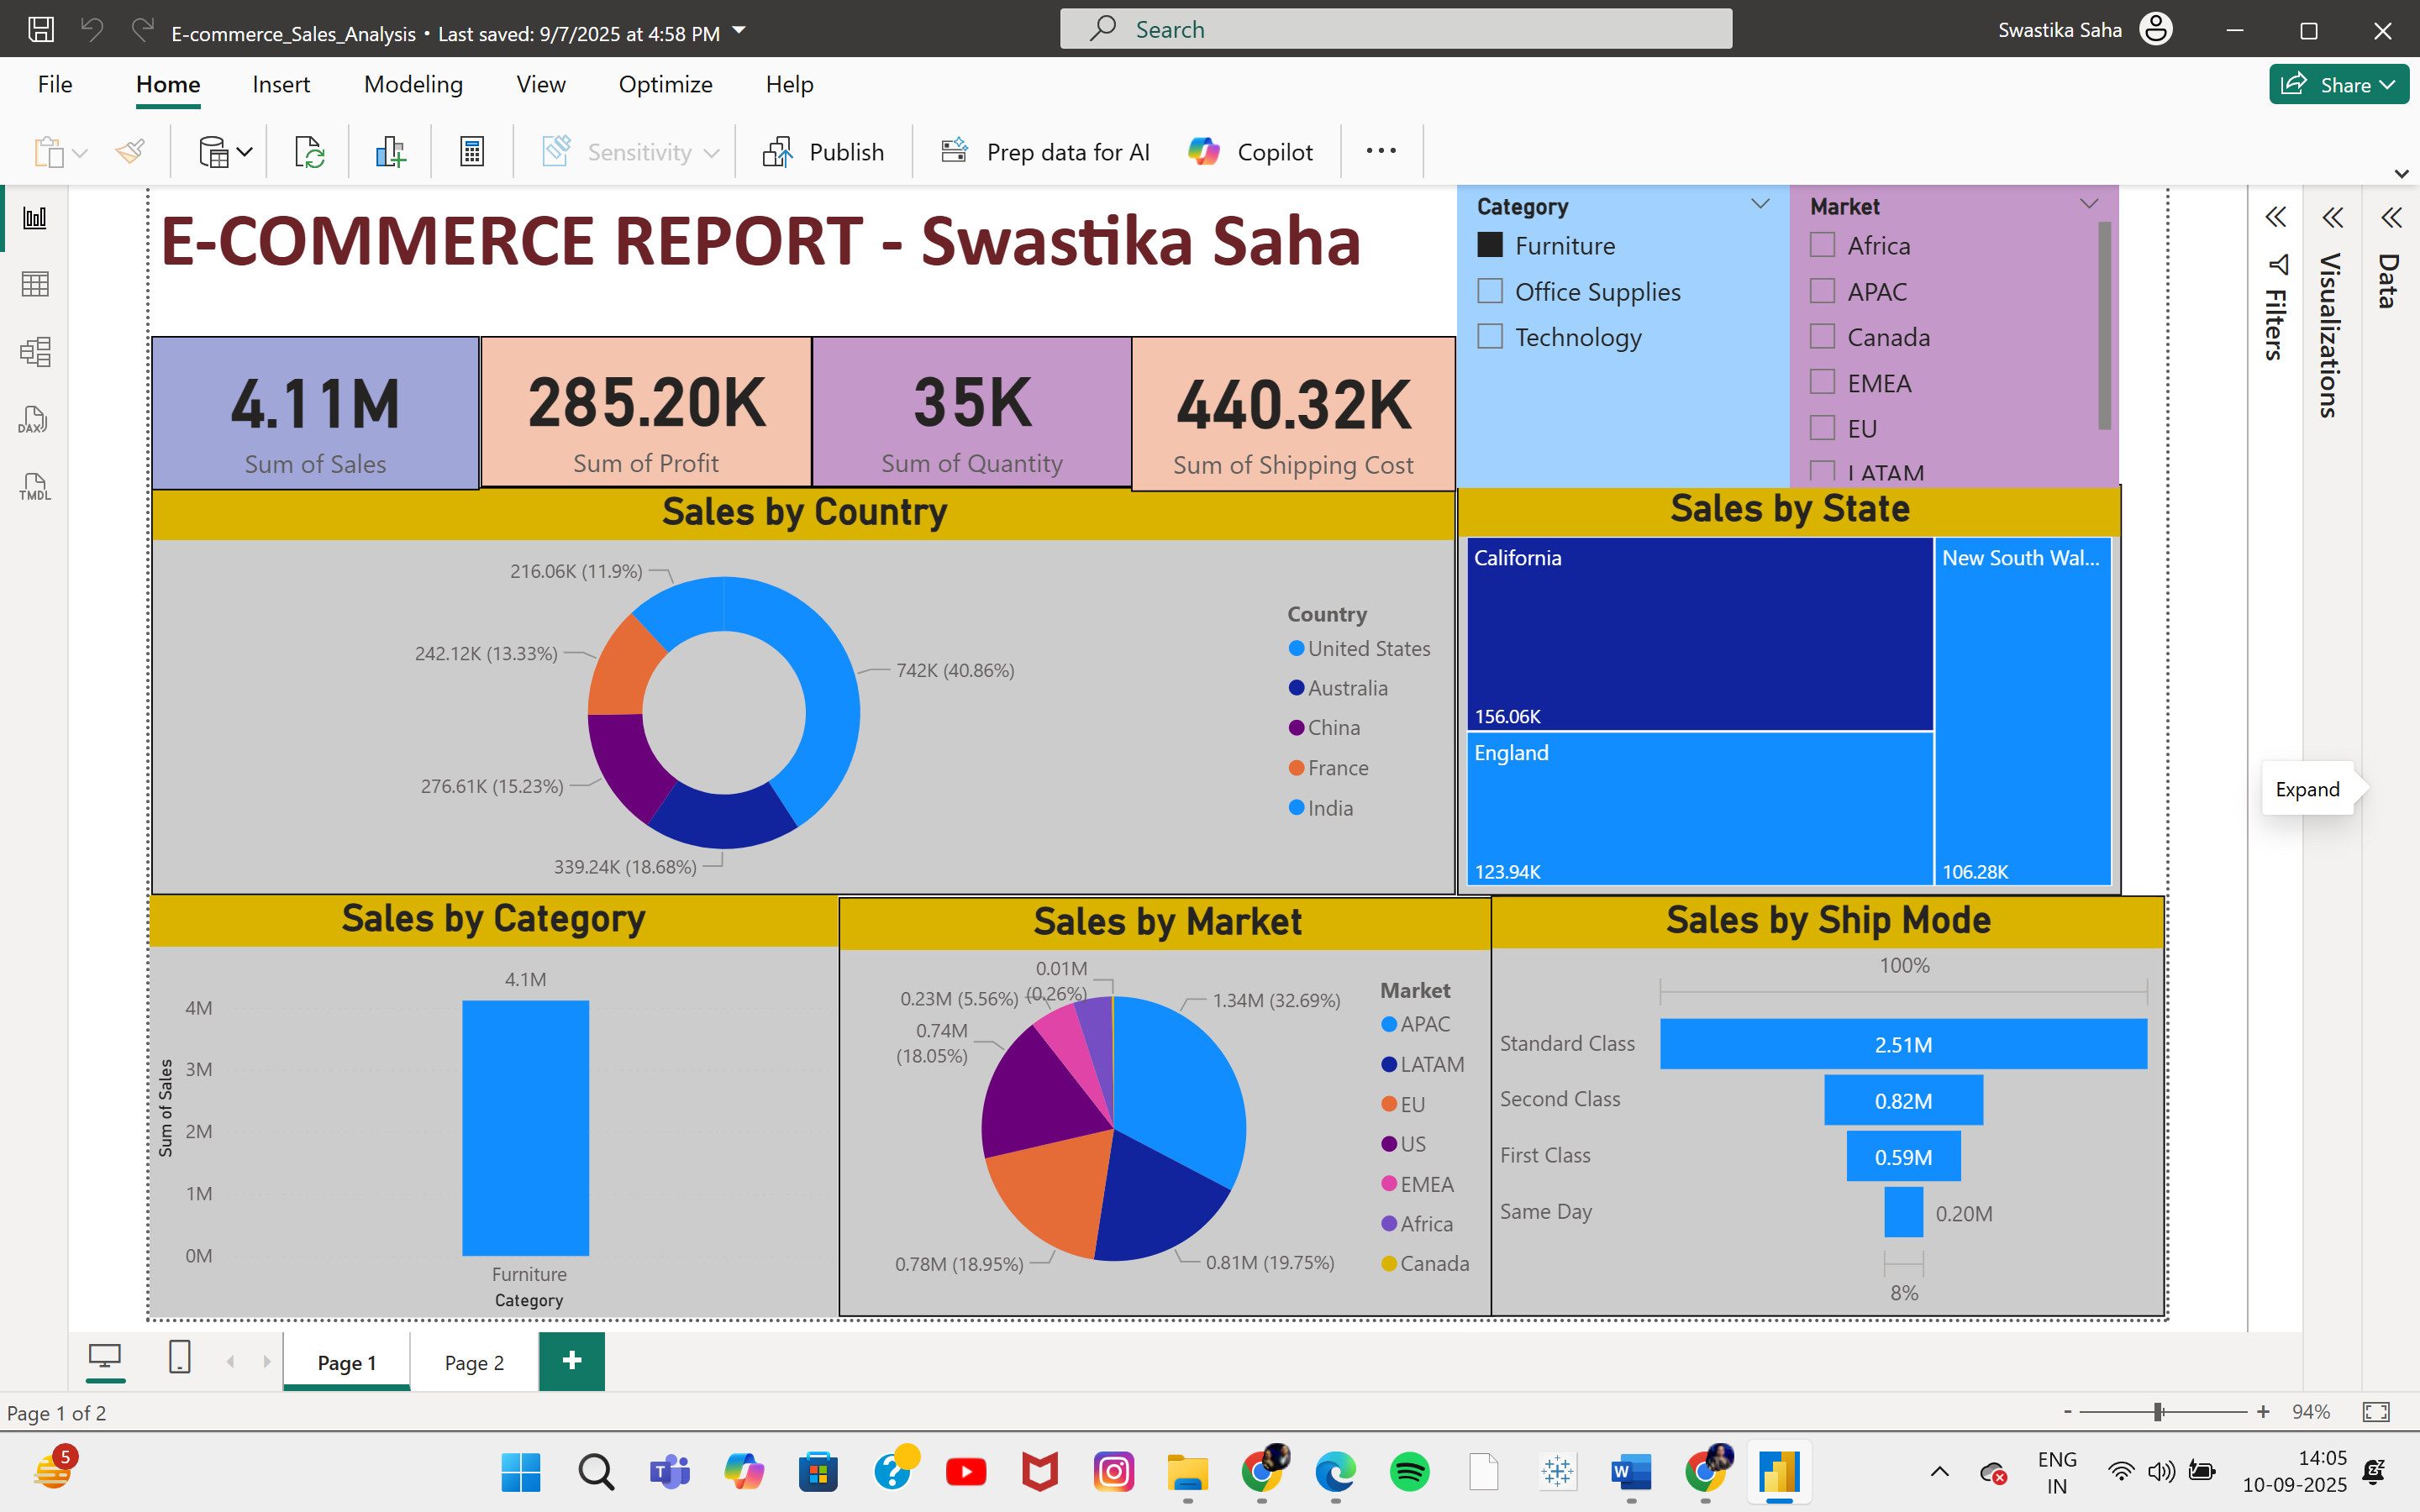 E-commerce_Sales_Analysis • Last saved: 9/7/2025 at 4:58 PM
Search
Swastika Saha
File
Home
Insert
Modeling
View
Optimize
Help
Share
Sensitivity
Publish
Prep data for AI
Copilot
DAX
TMDL
E-COMMERCE REPORT - Swastika Saha
Category
Furniture
Office Supplies
Technology
Market
Africa
APAC
Canada
EMEA
EU
LATAM
Filters
Visualizations
Data
4.11M
Sum of Sales
285.20K
Sum of Profit
35K
Sum of Quantity
440.32K
Sum of Shipping Cost
Sales by Country
216.06K (11.9%)
242.12K (13.33%)
742K (40.86%)
276.61K (15.23%)
339.24K (18.68%)
Country
United States
Australia
China
France
India
Sales by State
California
156.06K
England
123.94K
New South Wal...
106.28K
Expand
Sales by Category
4.1M
4M
3M
2M
1M
0M
Sum of Sales
Furniture
Category
Sales by Market
0.01M
(0.26%)
0.23M (5.56%)
0.74M
(18.05%)
1.34M (32.69%)
0.78M (18.95%)
0.81M (19.75%)
Market
APAC
LATAM
EU
US
EMEA
Africa
Canada
Sales by Ship Mode
100%
Standard Class
2.51M
Second Class
0.82M
First Class
0.59M
Same Day
0.20M
8%
Page 1
Page 2
Page 1 of 2
- + 94%
5
ENG
IN
14:05
10-09-2025